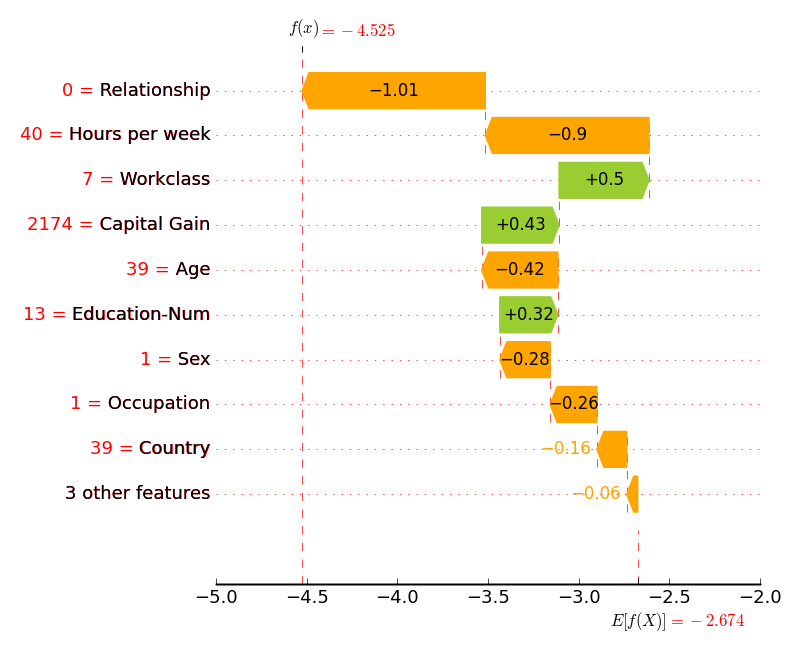 f(x) = −4.525
0 = Relationship −1.01
40 = Hours per week −0.9
7 = Workclass +0.5
2174 = Capital Gain +0.43
39 = Age −0.42
13 = Education-Num +0.32
1 = Sex −0.28
1 = Occupation −0.26
39 = Country −0.16
3 other features −0.06
−5.0 −4.5 −4.0 −3.5 −3.0 −2.5 −2.0
E[f(X)] = −2.674